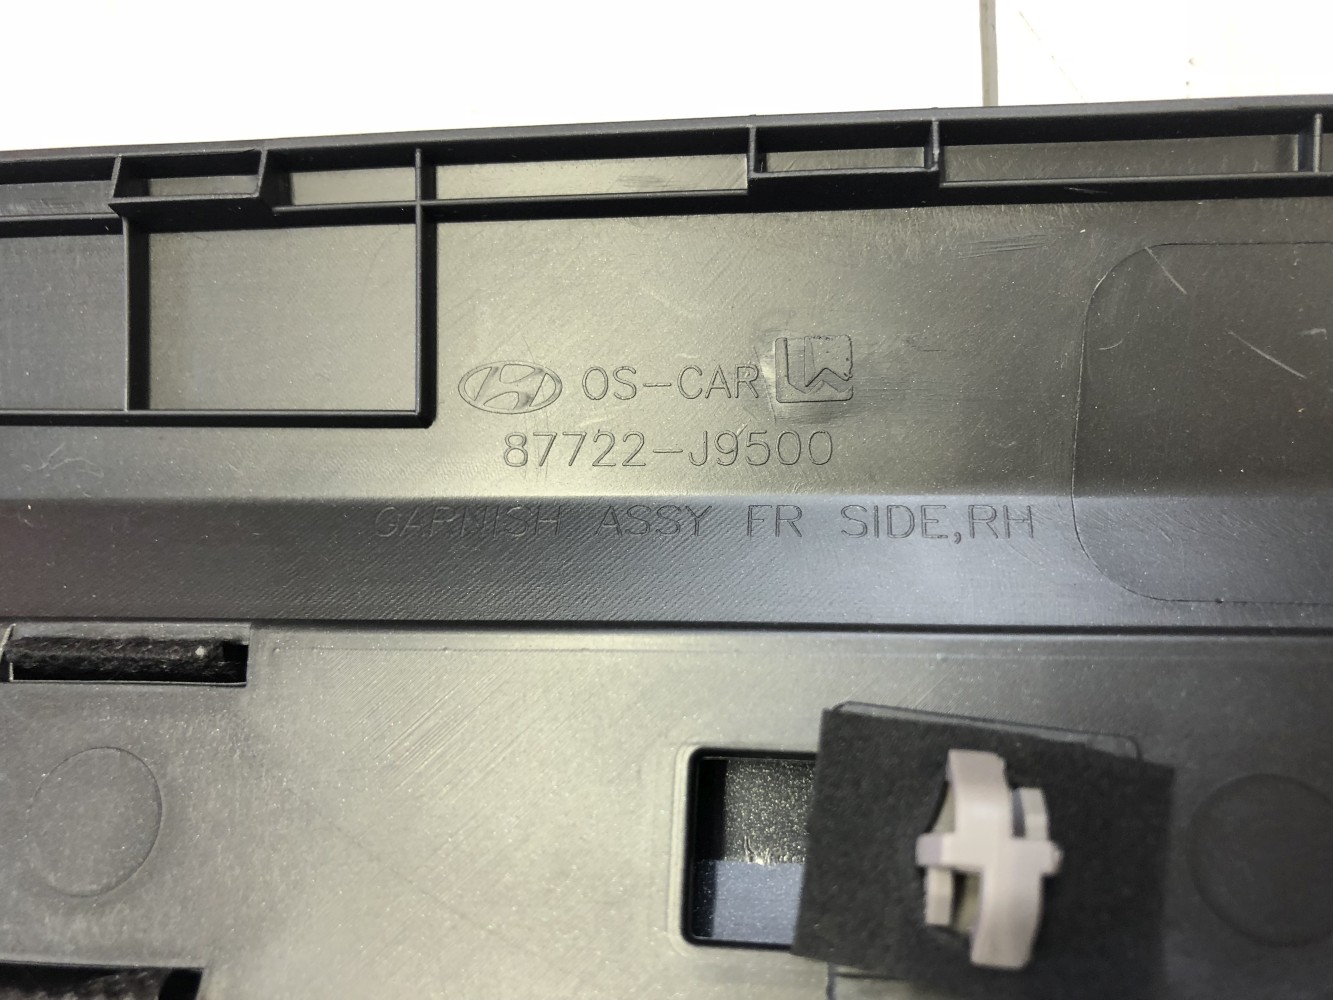 OS-CAR
87722-J9500
GARNISH ASSY FR SIDE,RH